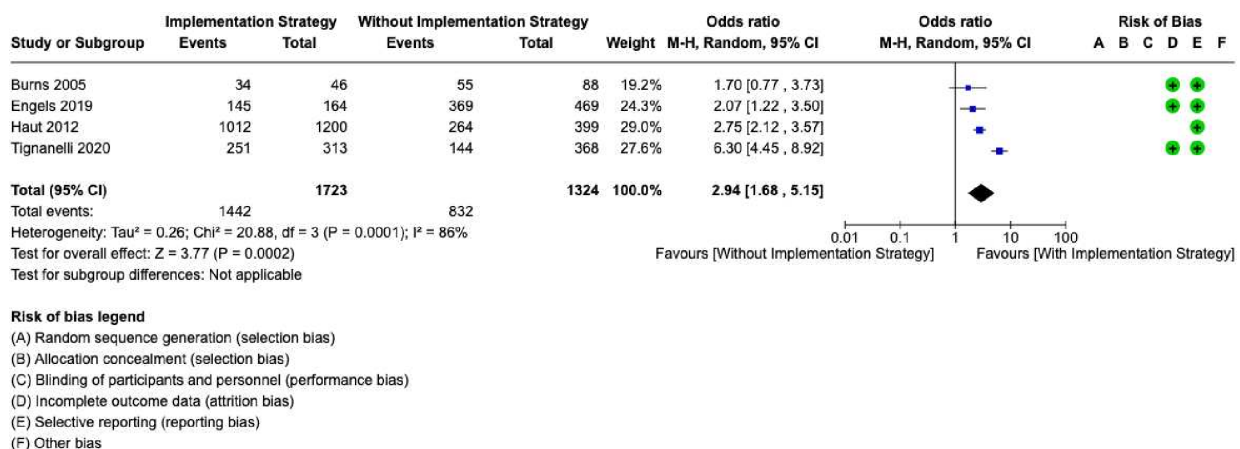 Implementation Strategy Without Implementation Strategy Odds ratio Odds ratio Risk of Bias
Study or Subgroup Events Total Events Total Weight M-H, Random, 95% CI M-H, Random, 95% CI A B C D E F
Burns 2005 34 46 55 88 19.2% 1.70 [0.77 , 3.73] + +
Engels 2019 145 164 369 469 24.3% 2.07 [1.22 , 3.50] + +
Haut 2012 1012 1200 264 399 29.0% 2.75 [2.12 , 3.57] +
Tignanelli 2020 251 313 144 368 27.6% 6.30 [4.45 , 8.92] + +
Total (95% CI) 1723 1324 100.0% 2.94 [1.68 , 5.15]
Total events: 1442 832
Heterogeneity: Tau² = 0.26; Chi² = 20.88, df = 3 (P = 0.0001); I² = 86%
0.01 0.1 1 10 100
Test for overall effect: Z = 3.77 (P = 0.0002)
Favours [Without Implementation Strategy] Favours [With Implementation Strategy]
Test for subgroup differences: Not applicable
Risk of bias legend
(A) Random sequence generation (selection bias)
(B) Allocation concealment (selection bias)
(C) Blinding of participants and personnel (performance bias)
(D) Incomplete outcome data (attrition bias)
(E) Selective reporting (reporting bias)
(F) Other bias